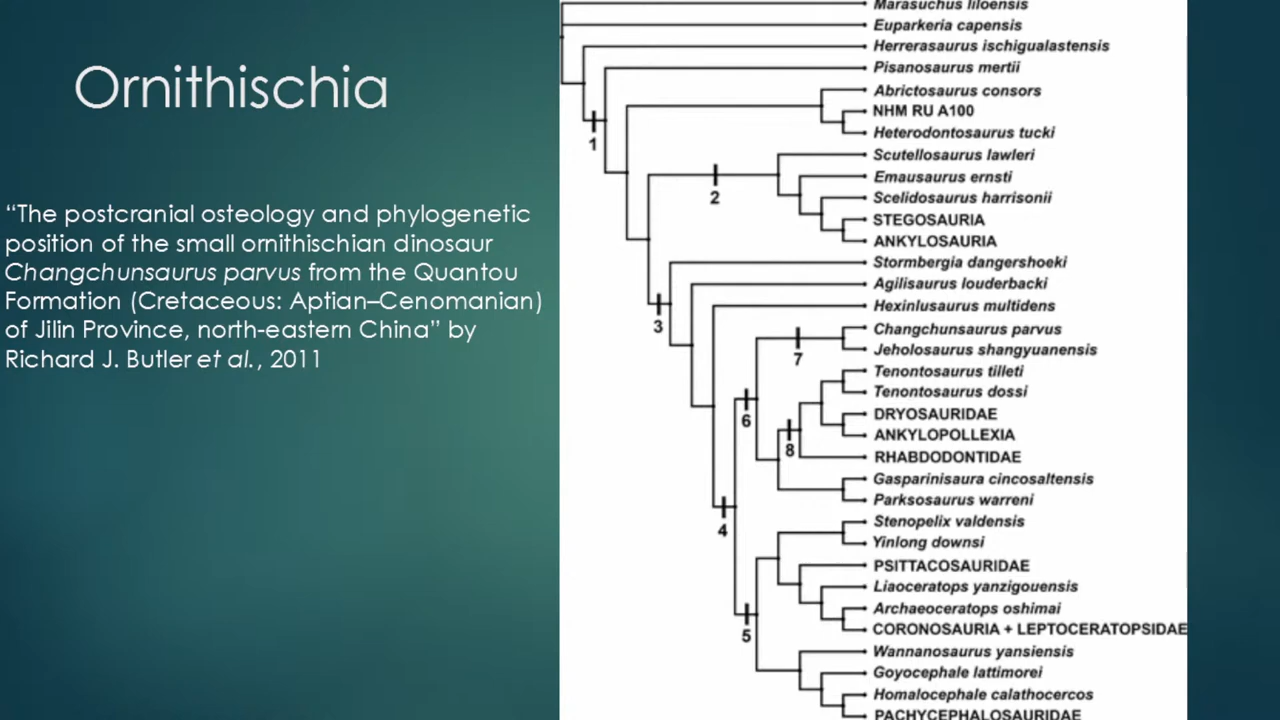 Ornithischia
“The postcranial osteology and phylogenetic
position of the small ornithischian dinosaur
Changchunsaurus parvus from the Quantou
Formation (Cretaceous: Aptian–Cenomanian)
of Jilin Province, north-eastern China” by
Richard J. Butler et al., 2011
Marasuchus liloensis
Euparkeria capensis
Herrerasaurus ischigualastensis
Pisanosaurus mertii
Abrictosaurus consors
NHM RU A100
Heterodontosaurus tucki
1
Scutellosaurus lawleri
Emausaurus ernsti
Scelidosaurus harrisonii
2
STEGOSAURIA
ANKYLOSAURIA
Stormbergia dangershoeki
Agilisaurus louderbacki
Hexinlusaurus multidens
3
Changchunsaurus parvus
Jeholosaurus shangyuanensis
7
Tenontosaurus tilleti
Tenontosaurus dossi
DRYOSAURIDAE
6
ANKYLOPOLLEXIA
8
RHABDODONTIDAE
Gasparinisaura cincosaltensis
Parksosaurus warreni
Stenopelix valdensis
4
Yinlong downsi
PSITTACOSAURIDAE
Liaoceratops yanzigouensis
Archaeoceratops oshimai
CORONOSAURIA + LEPTOCERATOPSIDAE
5
Wannanosaurus yansiensis
Goyocephale lattimorei
Homalocephale calathocercos
PACHYCEPHALOSAURIDAE